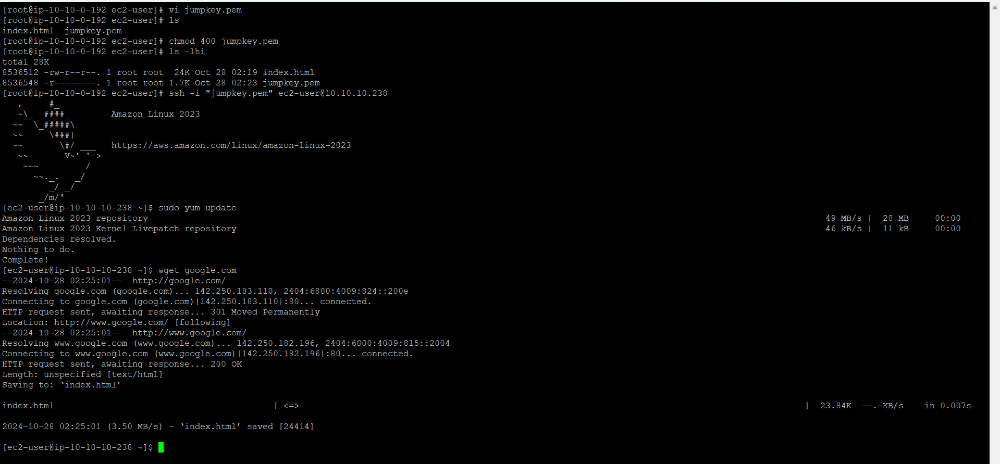 [root@ip-10-10-0-192 ec2-user]# vi jumpkey.pem
[root@ip-10-10-0-192 ec2-user]# ls
index.html  jumpkey.pem
[root@ip-10-10-0-192 ec2-user]# chmod 400 jumpkey.pem
[root@ip-10-10-0-192 ec2-user]# ls -lhi
total 28K
8536512 -rw-r--r--. 1 root root  24K Oct 28 02:19 index.html
8536548 -r--------. 1 root root 1.7K Oct 28 02:23 jumpkey.pem
[root@ip-10-10-0-192 ec2-user]# ssh -i "jumpkey.pem" ec2-user@10.10.10.238
   ,     #_
   ~\_  ####_        Amazon Linux 2023
  ~~  \_#####\
  ~~     \###|
  ~~       \#/ ___   https://aws.amazon.com/linux/amazon-linux-2023
   ~~       V~' '->
    ~~~         /
      ~~._.   _/
         _/ _/
       _/m/'
[ec2-user@ip-10-10-10-238 ~]$ sudo yum update
Amazon Linux 2023 repository                    49 MB/s |  28 MB     00:00
Amazon Linux 2023 Kernel Livepatch repository   46 kB/s |  11 kB     00:00
Dependencies resolved.
Nothing to do.
Complete!
[ec2-user@ip-10-10-10-238 ~]$ wget google.com
--2024-10-28 02:25:01--  http://google.com/
Resolving google.com (google.com)... 142.250.183.110, 2404:6800:4009:824::200e
Connecting to google.com (google.com)|142.250.183.110|:80... connected.
HTTP request sent, awaiting response... 301 Moved Permanently
Location: http://www.google.com/ [following]
--2024-10-28 02:25:01--  http://www.google.com/
Resolving www.google.com (www.google.com)... 142.250.182.196, 2404:6800:4009:815::2004
Connecting to www.google.com (www.google.com)|142.250.182.196|:80... connected.
HTTP request sent, awaiting response... 200 OK
Length: unspecified [text/html]
Saving to: ‘index.html’
index.html                    [ <=>                    ]  23.84K  --.-KB/s    in 0.007s
2024-10-28 02:25:01 (3.50 MB/s) - ‘index.html’ saved [24414]
[ec2-user@ip-10-10-10-238 ~]$